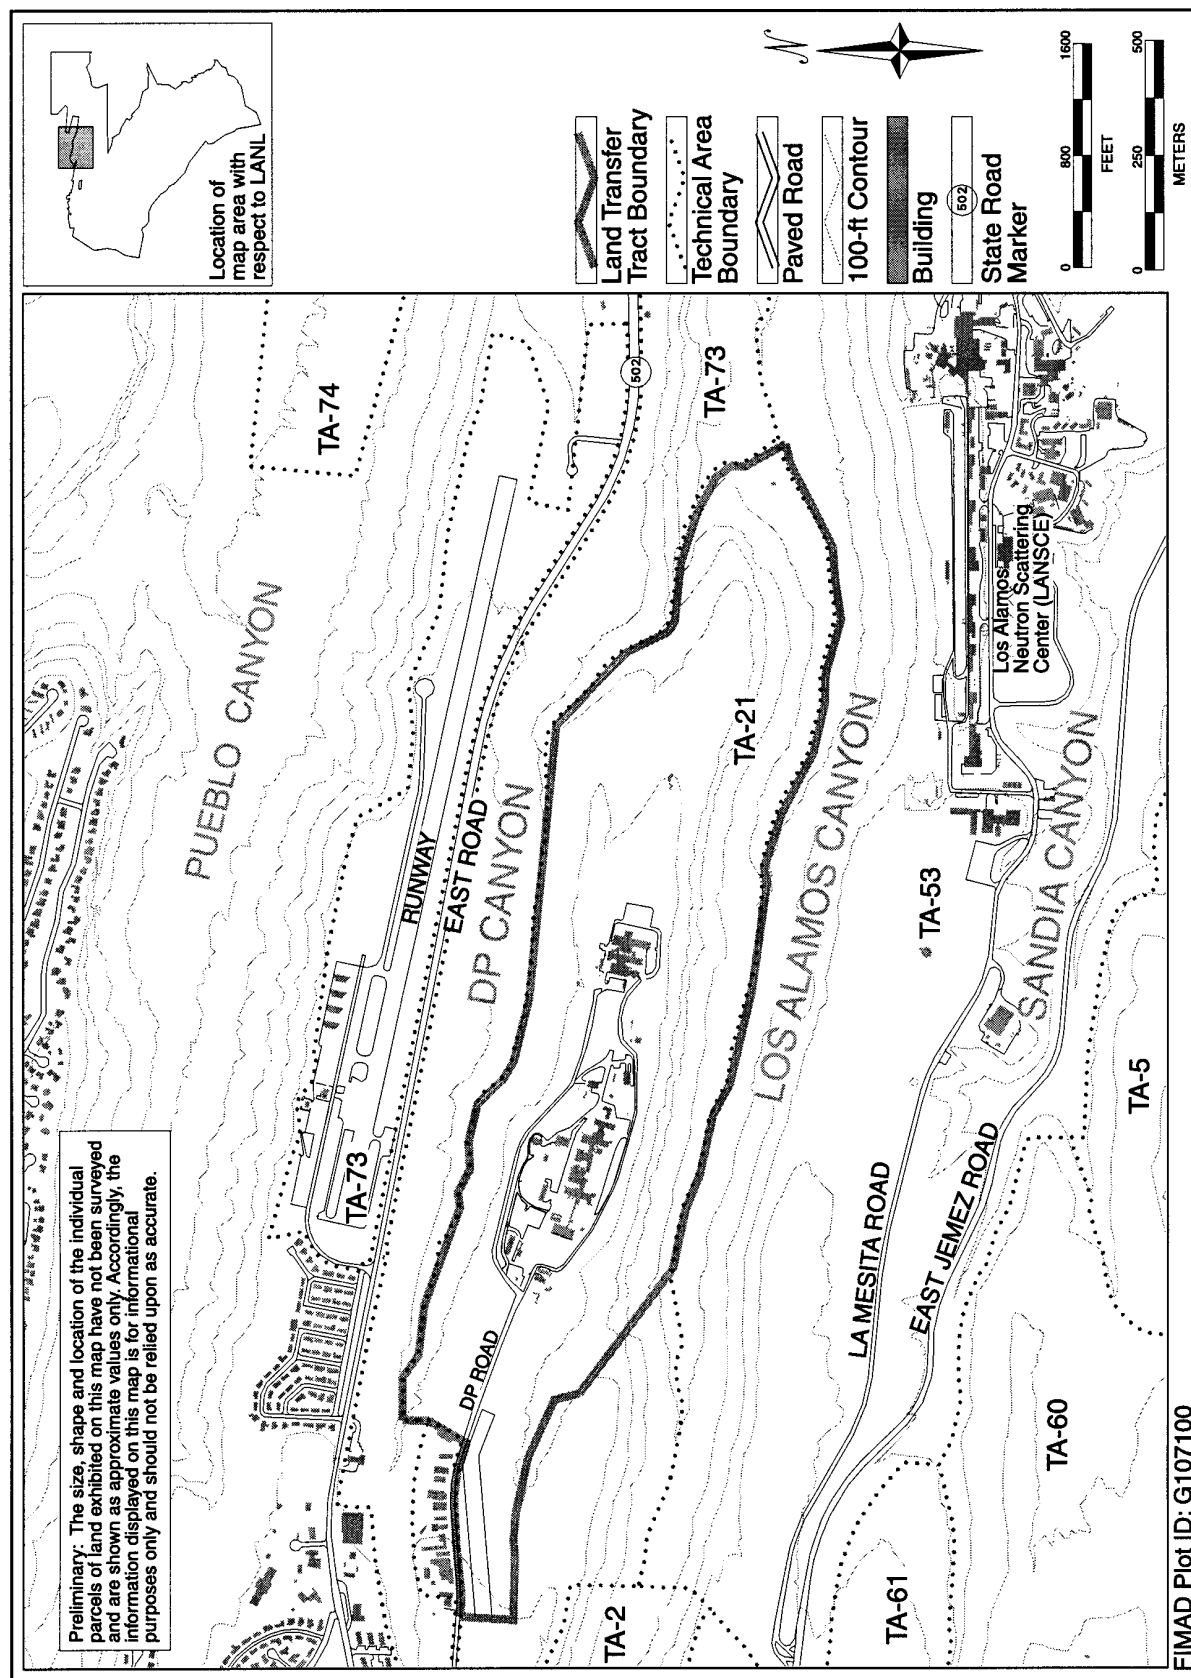 Preliminary: The size, shape and location of the individual
parcels of land exhibited on this map have not been surveyed
and are shown as approximate values only. Accordingly, the
information displayed on this map is for informational
purposes only and should not be relied upon as accurate.
PUEBLO CANYON
TA-74
TA-73
RUNWAY
EAST ROAD
502
DP CANYON
TA-73
DP ROAD
TA-21
LOS ALAMOS CANYON
TA-2
LA MESITA ROAD
TA-53
Los Alamos
Neutron Scattering
Center (LANSCE)
EAST JEMEZ ROAD
SANDIA CANYON
TA-61
TA-60
TA-5
Location of
map area with
respect to LANL
Land Transfer
Tract Boundary
Technical Area
Boundary
Paved Road
100-ft Contour
Building
502
State Road
Marker
N
0 800 1600
FEET
0 250 500
METERS
FIMAD Plot ID: G107100